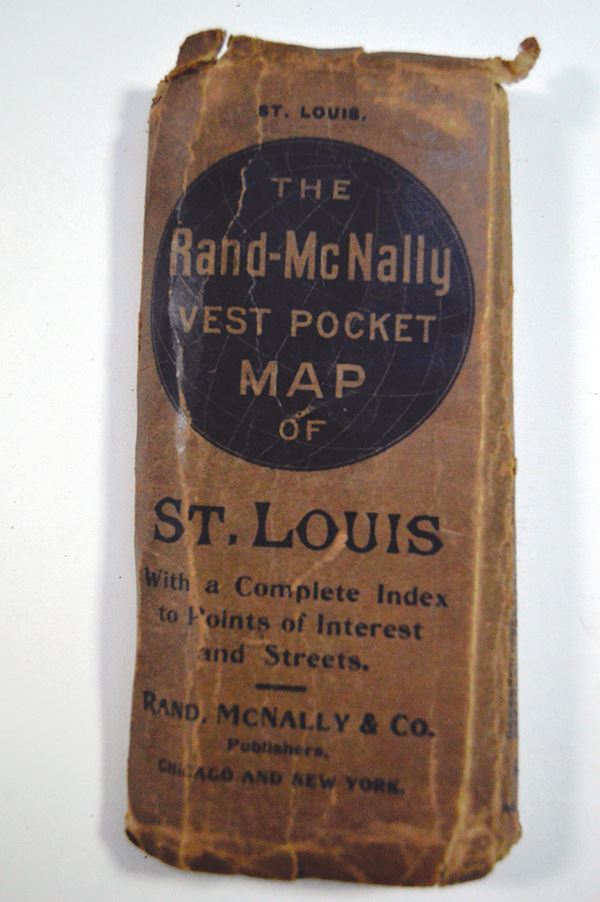 ST. LOUIS.
THE
Rand-McNally
VEST POCKET
MAP
OF
ST. LOUIS
With a Complete Index
to Points of Interest
and Streets.
RAND, MCNALLY & CO.
Publishers,
CHICAGO AND NEW YORK.